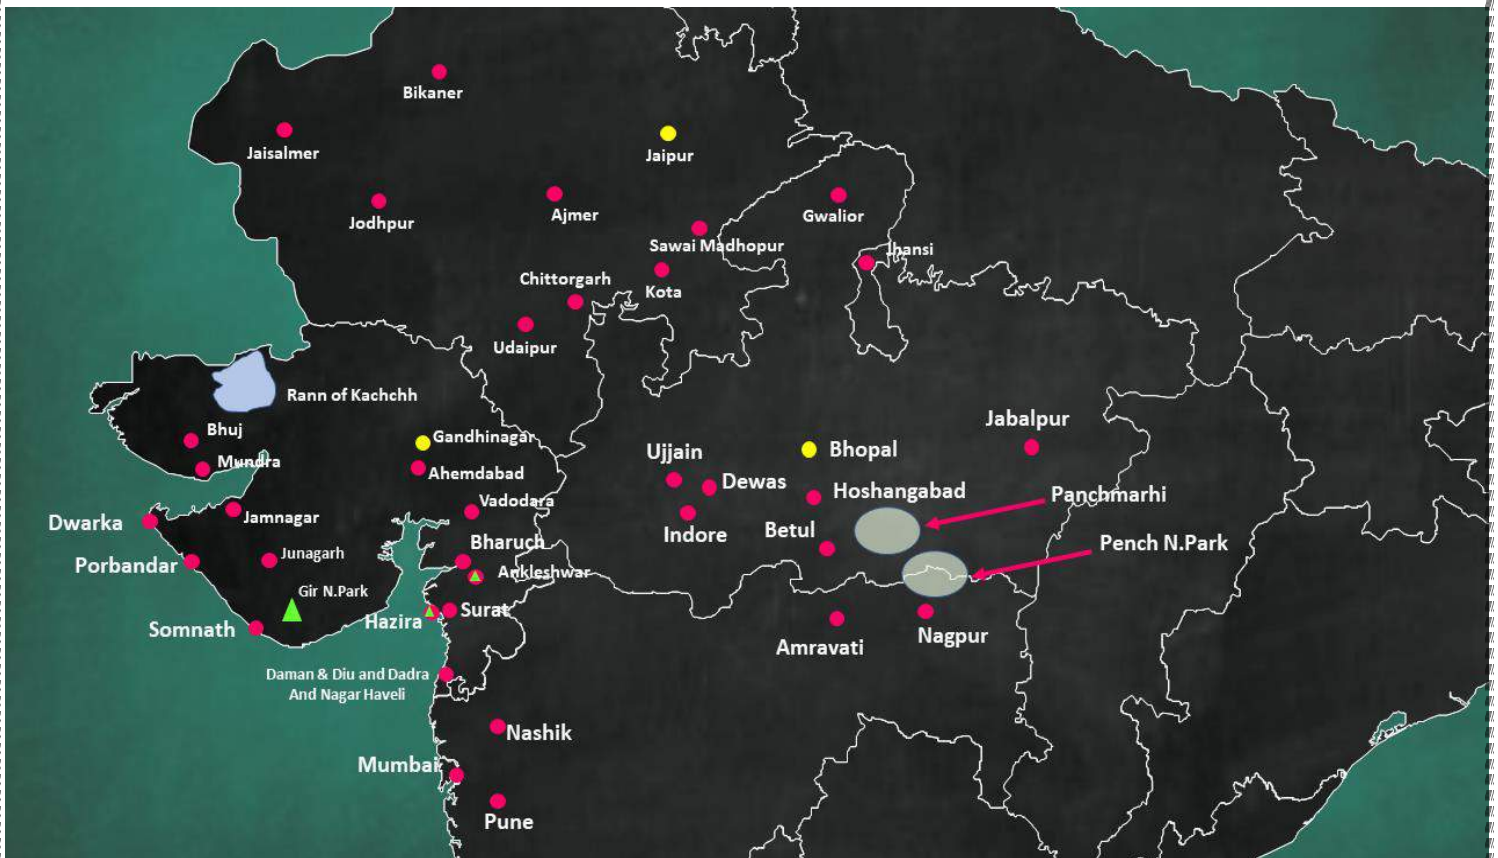 Bikaner
Jaisalmer
Jaipur
Jodhpur
Ajmer
Gwalior
Sawai Madhopur
Jhansi
Chittorgarh
Kota
Udaipur
Rann of Kachchh
Bhuj
Gandhinagar
Jabalpur
Mundra
Ahemdabad
Ujjain
Bhopal
Dewas
Hoshangabad
Panchmarhi
Vadodara
Dwarka
Jamnagar
Indore
Betul
Bharuch
Pench N.Park
Porbandar
Junagarh
Ankleshwar
Gir N.Park
Hazira
Surat
Somnath
Amravati
Nagpur
Daman & Diu and Dadra
And Nagar Haveli
Nashik
Mumbai
Pune